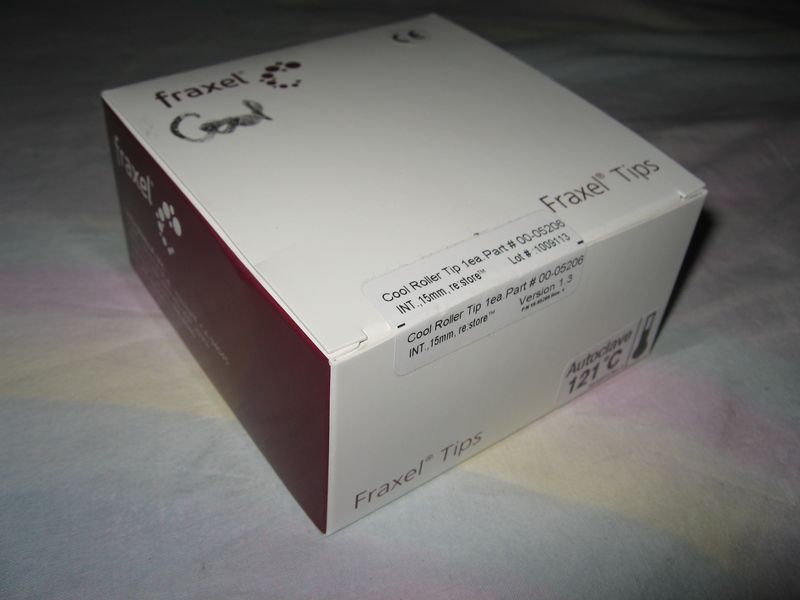 fraxel®
Cool
CE
Fraxel® Tips
Cool Roller Tip 1ea. Part # 00-05206
INT., 15mm, re:store™ Lot #: 1009113
Cool Roller Tip 1ea. Part # 00-05206
INT., 15mm, re:store™ Version 1.3
Autoclave
121 °C
Fraxel® Tips
fraxel®